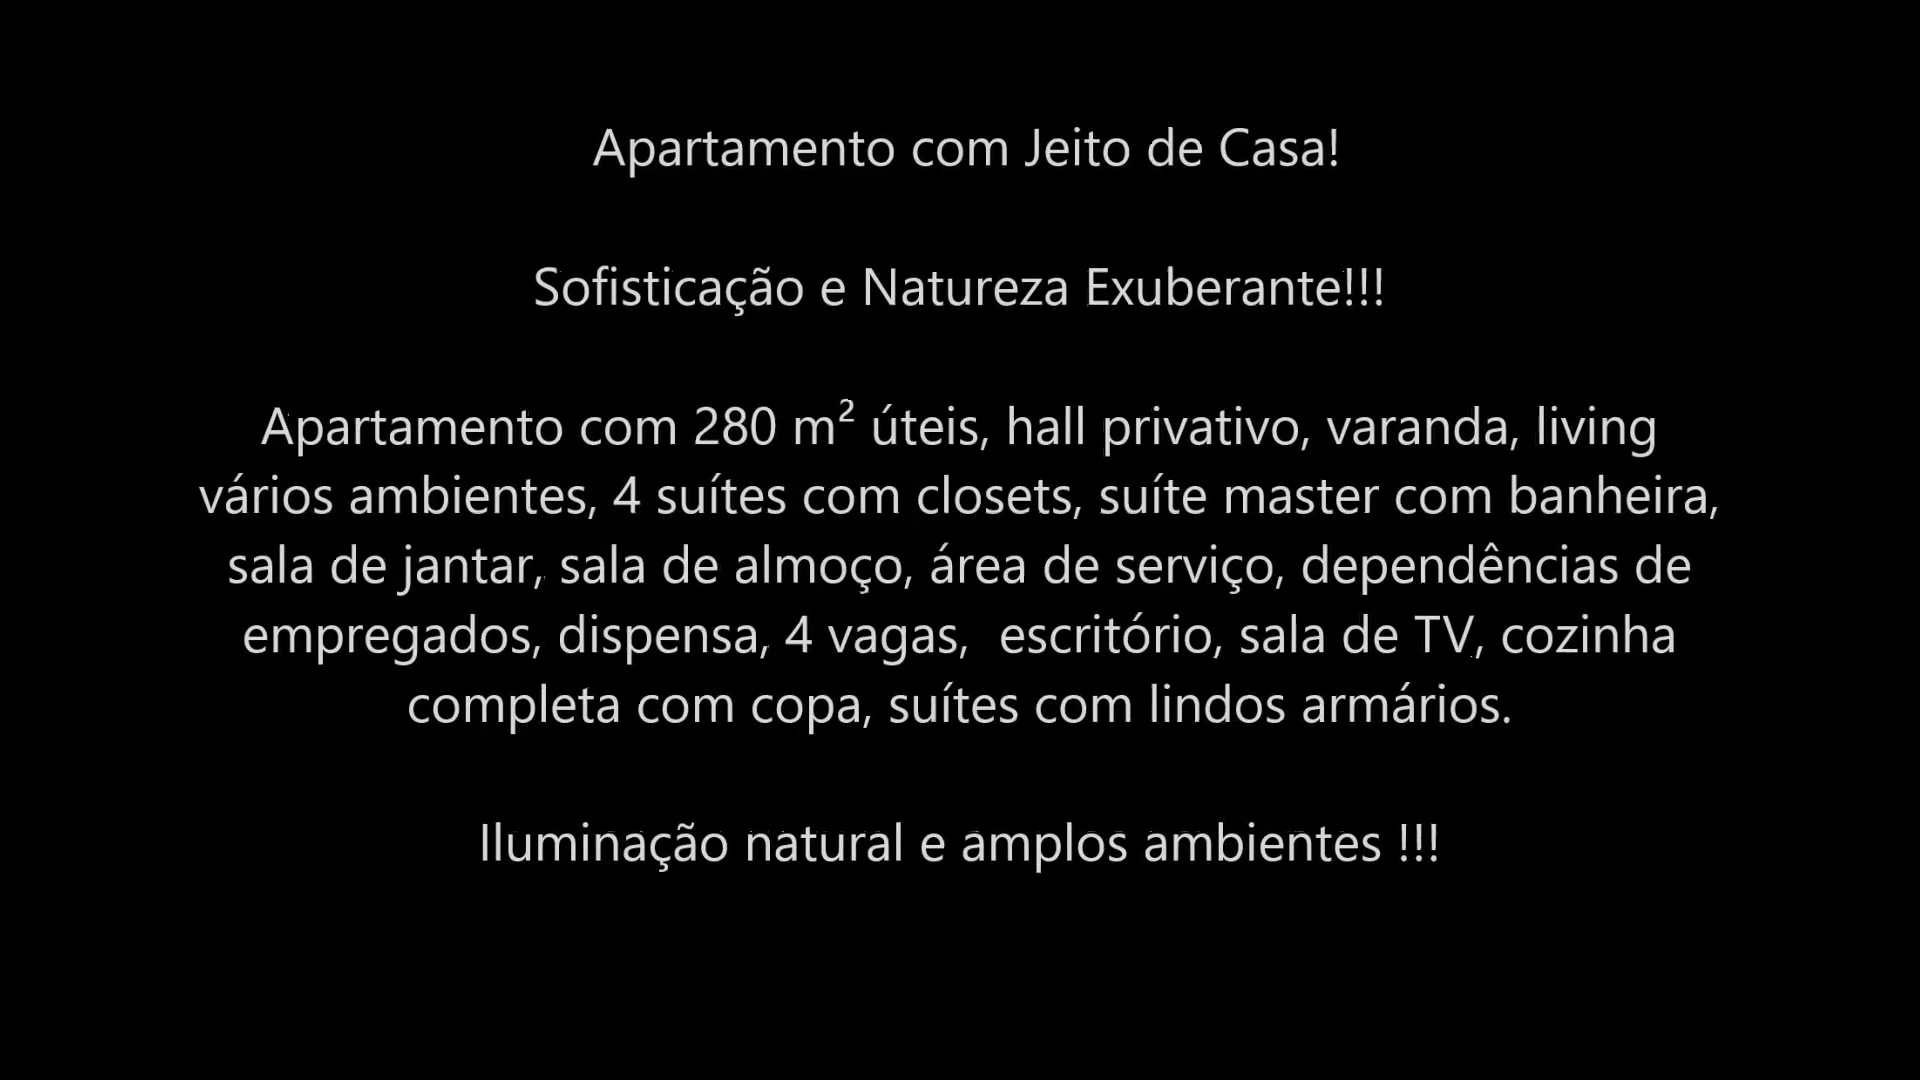 Apartamento com Jeito de Casa!
Sofisticação e Natureza Exuberante!!!
Apartamento com 280 m² úteis, hall privativo, varanda, living
vários ambientes, 4 suítes com closets, suíte master com banheira,
sala de jantar, sala de almoço, área de serviço, dependências de
empregados, dispensa, 4 vagas,  escritório, sala de TV, cozinha
completa com copa, suítes com lindos armários.
Iluminação natural e amplos ambientes !!!